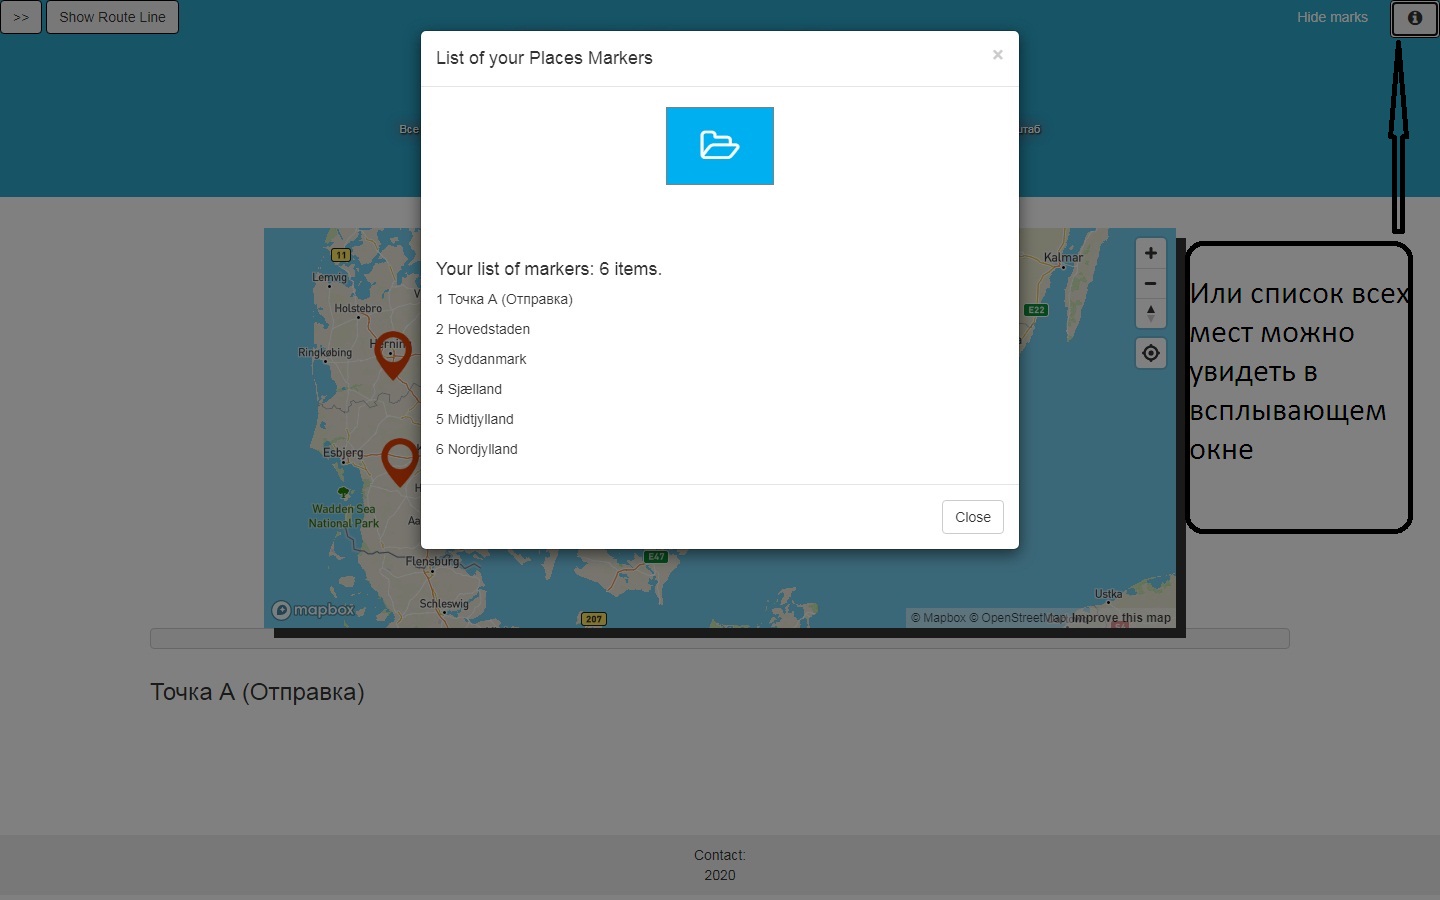 >>
Show Route Line
Hide marks
List of your Places Markers
×
Все
штаб
Your list of markers: 6 items.
1 Точка А (Отправка)
2 Hovedstaden
3 Syddanmark
4 Sjælland
5 Midtjylland
6 Nordjylland
Close
11
Lemvig
Holstebro
Ringkøbing
Herning
Esbjerg
Wadden Sea
National Park
Flensburg
Schleswig
mapbox
E47
207
Kalmar
E22
Ustka
© Mapbox © OpenStreetMap Improve this map
Или список всех
мест можно
увидеть в
всплывающем
окне
Точка А (Отправка)
Contact:
2020